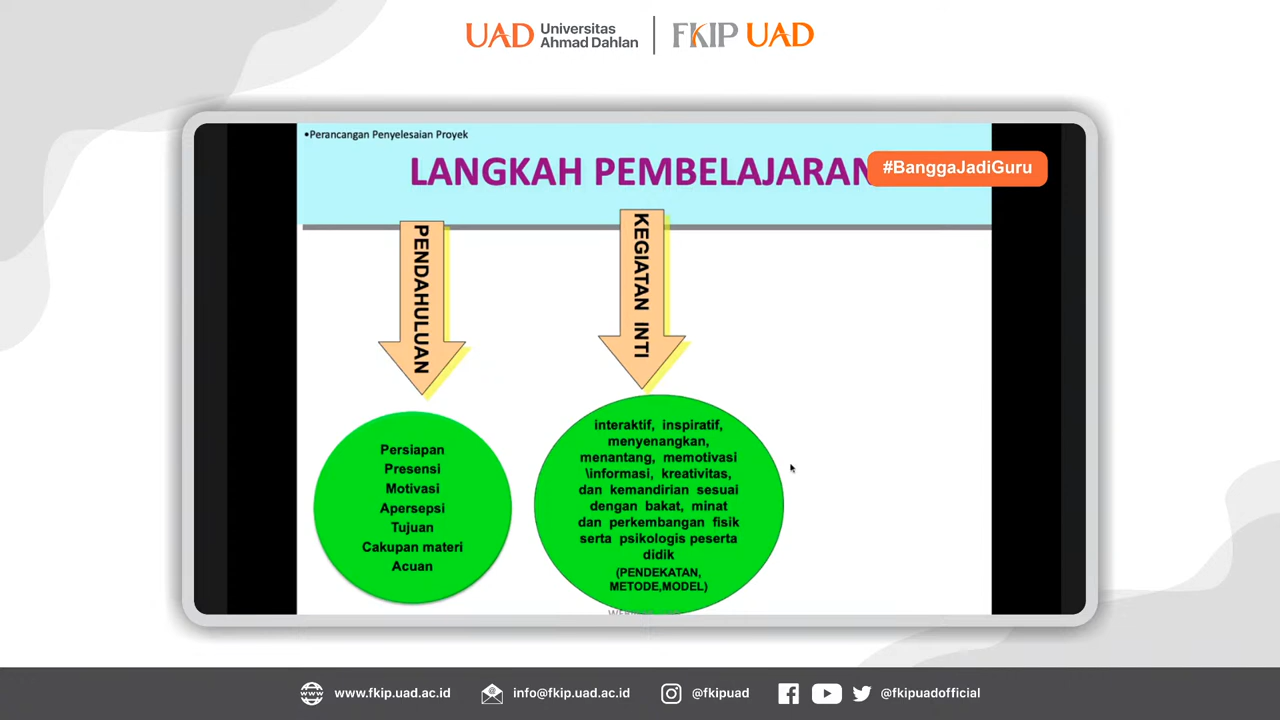 UAD Universitas
Ahmad Dahlan
FKIP UAD
•Perancangan Penyelesaian Proyek
LANGKAH PEMBELAJARAN
#BanggaJadiGuru
PENDAHULUAN
KEGIATAN INTI
Persiapan
Presensi
Motivasi
Apersepsi
Tujuan
Cakupan materi
Acuan
interaktif, inspiratif,
menyenangkan,
menantang, memotivasi
\informasi, kreativitas,
dan kemandirian sesuai
dengan bakat, minat
dan perkembangan fisik
serta psikologis peserta
didik
(PENDEKATAN,
METODE,MODEL)
www.fkip.uad.ac.id
info@fkip.uad.ac.id
@fkipuad
@fkipuadofficial